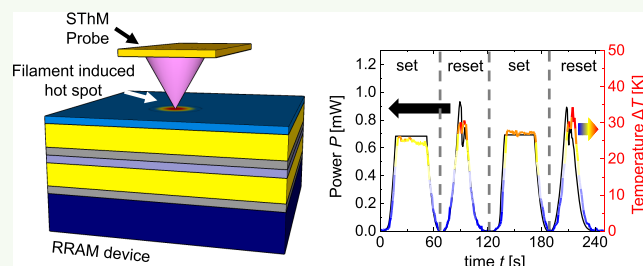 SThM
Probe
Filament induced
hot spot
RRAM device
set reset set reset
Power P [mW]
1.2
1.0
0.8
0.6
0.4
0.2
0.0
0 60 120 180 240
time t [s]
50
40
30
20
10
0
Temperature ΔT [K]